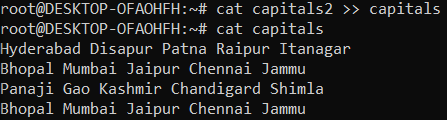 root@DESKTOP-OFAOHFH:~# cat capitals2 >> capitals
root@DESKTOP-OFAOHFH:~# cat capitals
Hyderabad Disapur Patna Raipur Itanagar
Bhopal Mumbai Jaipur Chennai Jammu
Panaji Gao Kashmir Chandigard Shimla
Bhopal Mumbai Jaipur Chennai Jammu